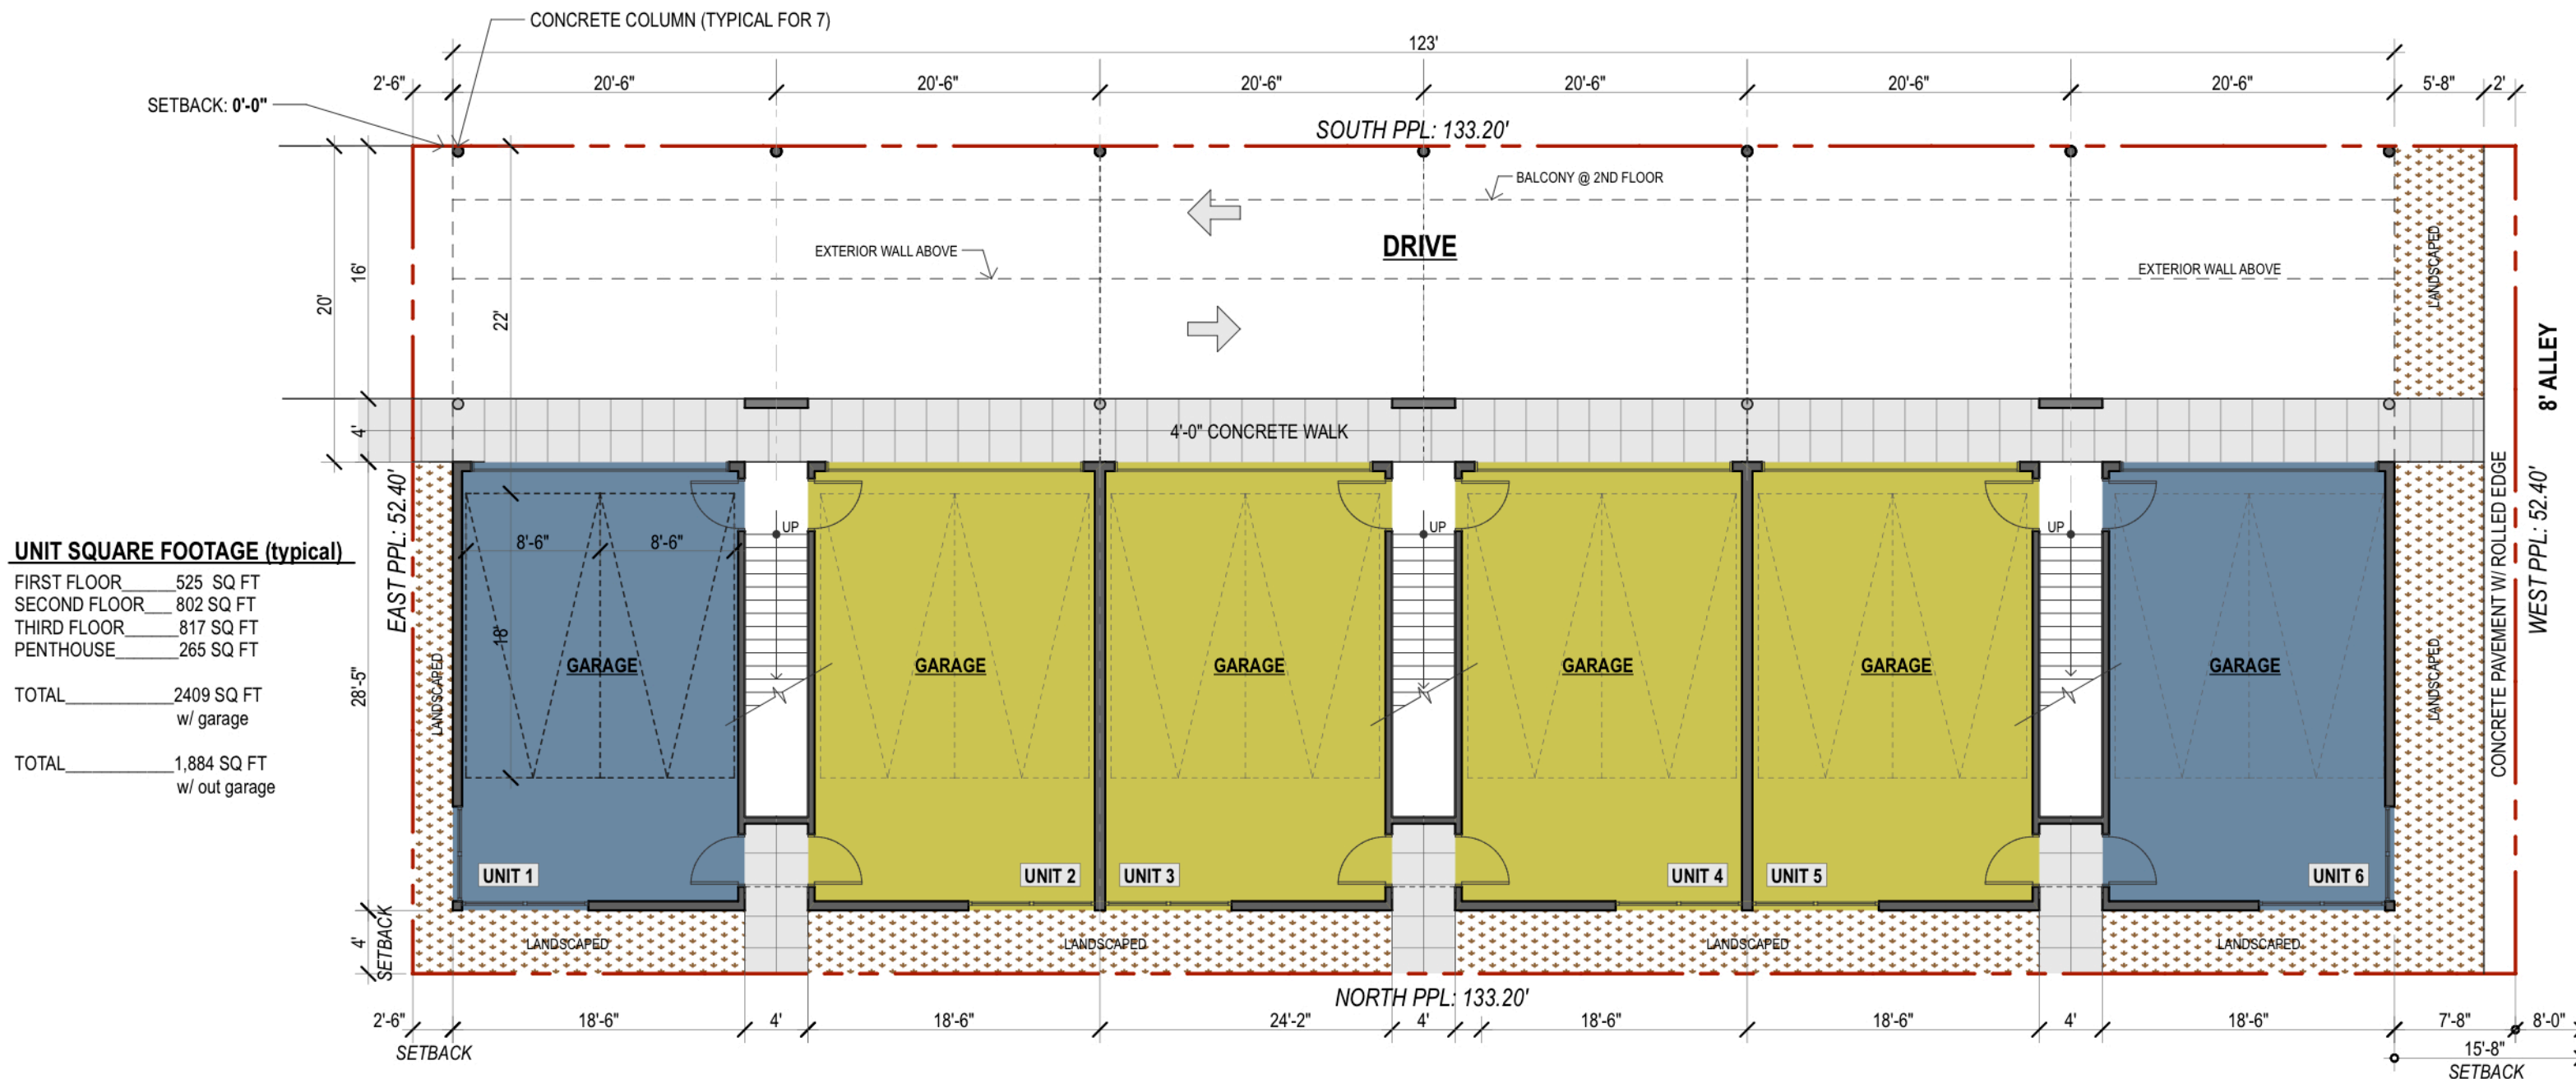 CONCRETE COLUMN (TYPICAL FOR 7)
123'
2'-6" 20'-6" 20'-6" 20'-6" 20'-6" 20'-6" 20'-6" 5'-8" 2'
SETBACK: 0'-0"
SOUTH PPL: 133.20'
BALCONY @ 2ND FLOOR
DRIVE
EXTERIOR WALL ABOVE
EXTERIOR WALL ABOVE
LANDSCAPED
16'
20'
22'
8' ALLEY
4'
4'-0" CONCRETE WALK
EAST PPL: 52.40'
CONCRETE PAVEMENT W/ ROLLED EDGE
WEST PPL: 52.40'
UP UP UP
8'-6" 8'-6"
18'
UNIT SQUARE FOOTAGE (typical)
FIRST FLOOR______525 SQ FT
SECOND FLOOR___ 802 SQ FT
THIRD FLOOR______817 SQ FT
PENTHOUSE_______265 SQ FT
TOTAL____________2409 SQ FT
w/ garage
TOTAL____________1,884 SQ FT
w/ out garage
28'-5"
LANDSCAPED
GARAGE GARAGE GARAGE GARAGE GARAGE GARAGE
LANDSCAPED
UNIT 1 UNIT 2 UNIT 3 UNIT 4 UNIT 5 UNIT 6
4'
SETBACK
LANDSCAPED LANDSCAPED LANDSCAPED LANDSCAPED
NORTH PPL: 133.20'
2'-6" 18'-6" 4' 18'-6" 24'-2" 4' 18'-6" 18'-6" 4' 18'-6" 7'-8" 8'-0"
SETBACK
15'-8"
SETBACK